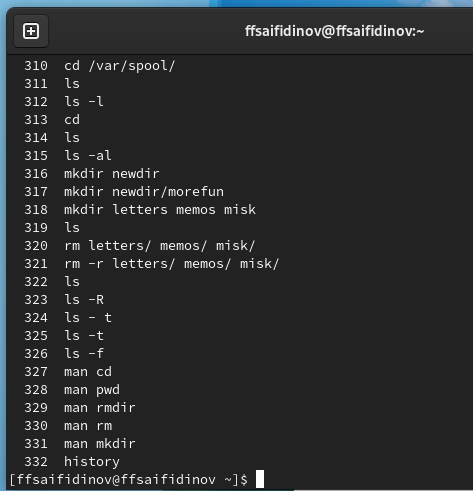 ffsaifidinov@ffsaifidinov:~
310 cd /var/spool/
311 ls
312 ls -l
313 cd
314 ls
315 ls -al
316 mkdir newdir
317 mkdir newdir/morefun
318 mkdir letters memos misk
319 ls
320 rm letters/ memos/ misk/
321 rm -r letters/ memos/ misk/
322 ls
323 ls -R
324 ls - t
325 ls -t
326 ls -f
327 man cd
328 man pwd
329 man rmdir
330 man rm
331 man mkdir
332 history
[ffsaifidinov@ffsaifidinov ~]$